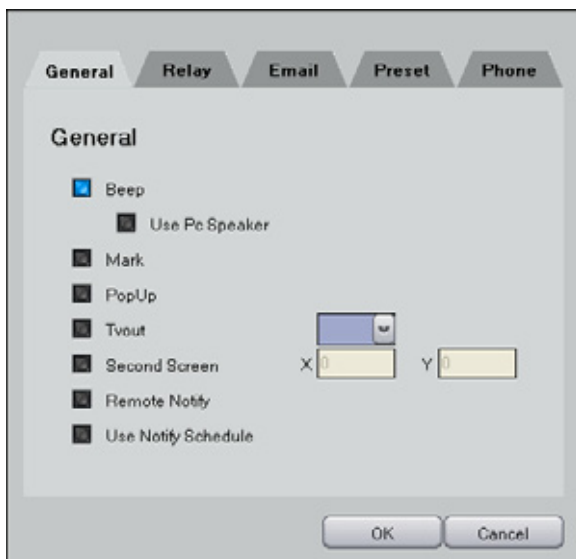 General Relay Email Preset Phone
General
Beep
Use Pc Speaker
Mark
PopUp
Tvout
Second Screen X 0 Y 0
Remote Notify
Use Notify Schedule
OK Cancel